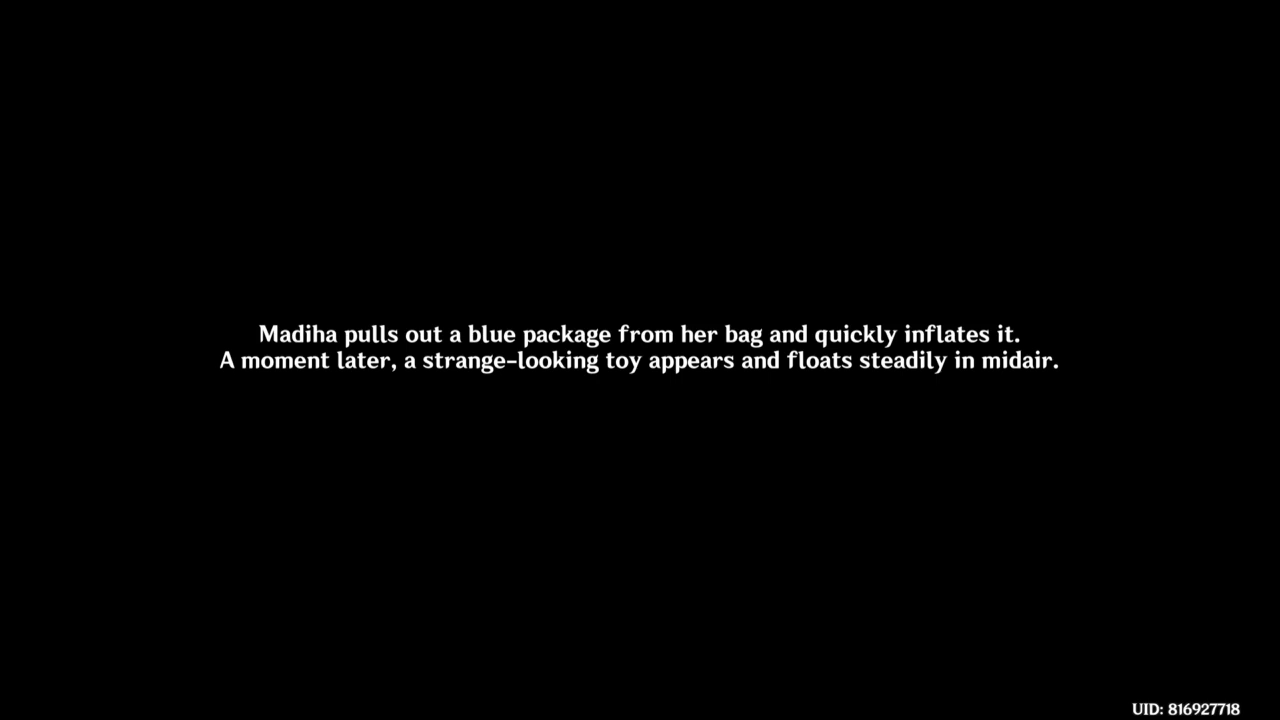 Madiha pulls out a blue package from her bag and quickly inflates it.
A moment later, a strange-looking toy appears and floats steadily in midair.
UID: 816927718